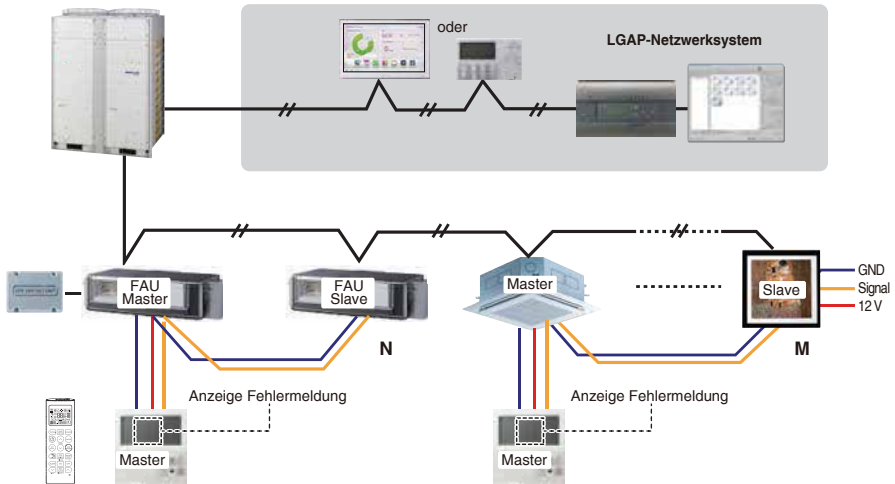 oder
LGAP-Netzwerksystem
FAU
Master
FAU
Slave
Master
Slave
GND
Signal
12 V
N
M
Anzeige Fehlermeldung
Anzeige Fehlermeldung
Master
Master